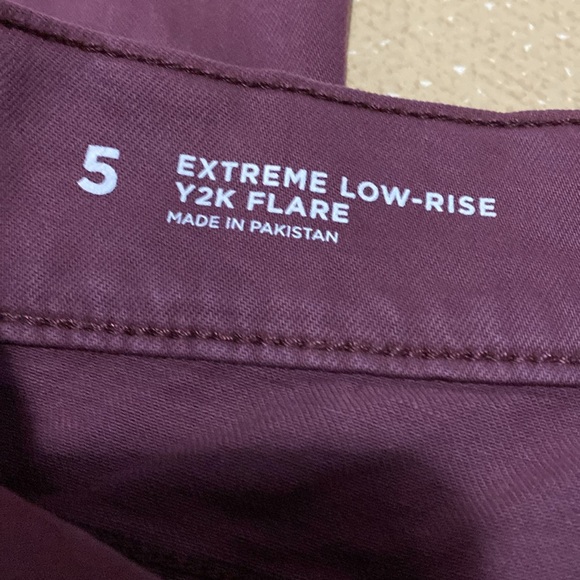 5
EXTREME LOW-RISE
Y2K FLARE
MADE IN PAKISTAN